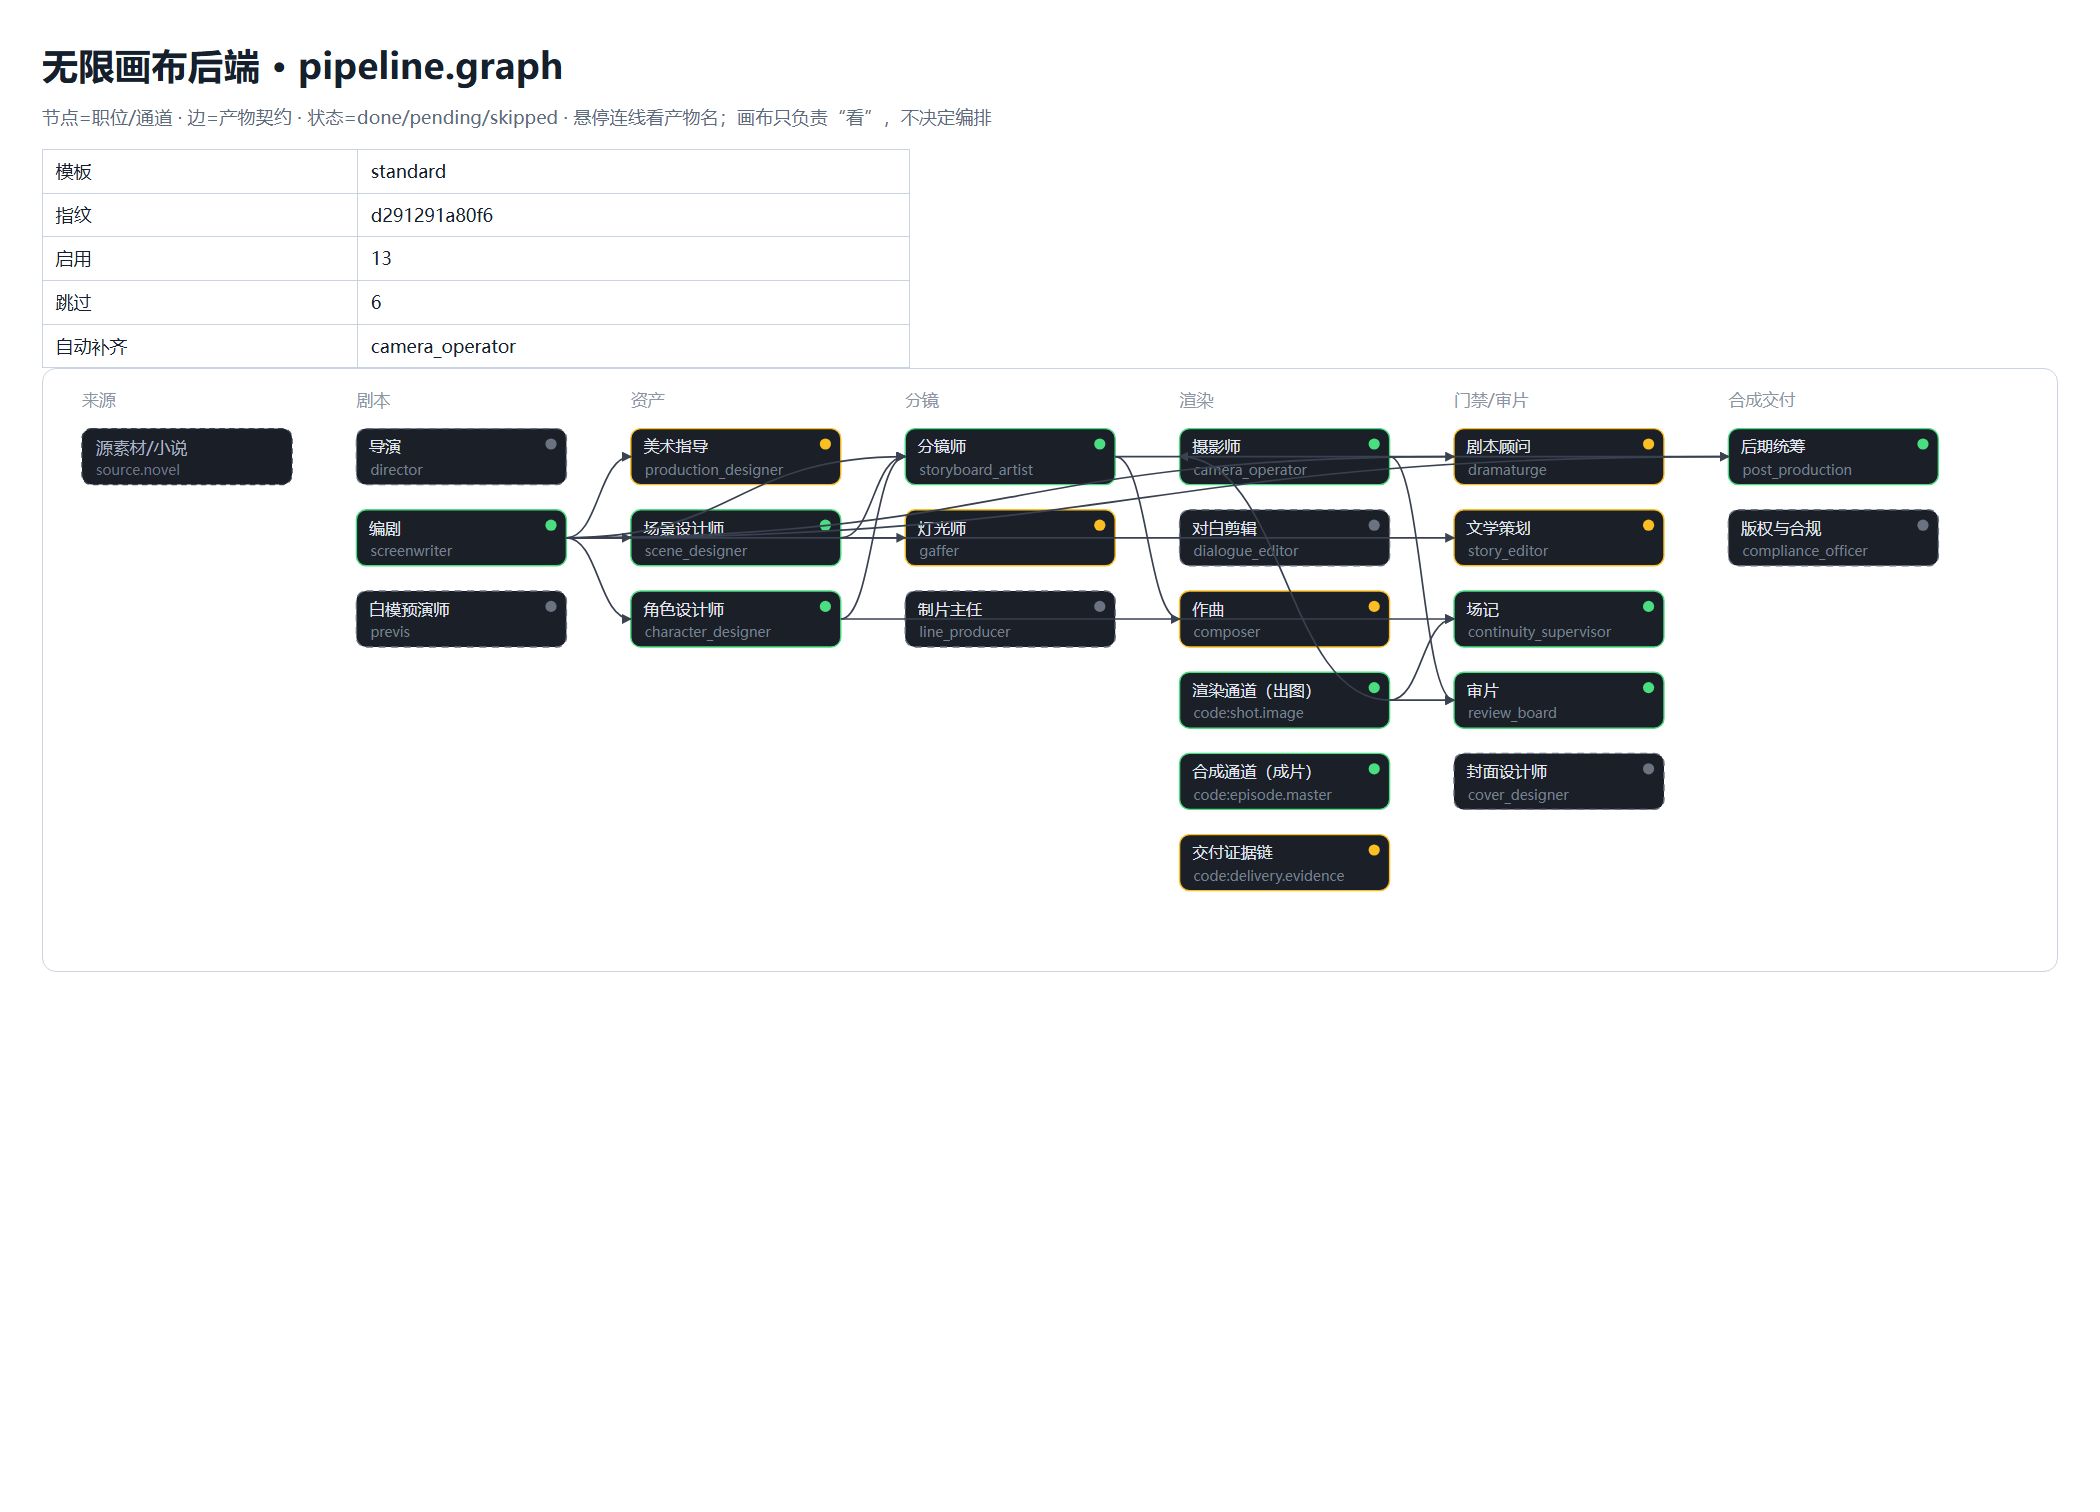 无限画布后端 · pipeline.graph
节点=职位/通道 · 边=产物契约 · 状态=done/pending/skipped · 悬停连线看产物名；画布只负责“看”，不决定编排
模板 standard
指纹 d291291a80f6
启用 13
跳过 6
自动补齐 camera_operator
来源
源素材/小说
source.novel
剧本
导演
director
编剧
screenwriter
白模预演师
previs
资产
美术指导
production_designer
场景设计师
scene_designer
角色设计师
character_designer
分镜
分镜师
storyboard_artist
灯光师
gaffer
制片主任
line_producer
渲染
摄影师
camera_operator
对白剪辑
dialogue_editor
作曲
composer
渲染通道（出图）
code:shot.image
合成通道（成片）
code:episode.master
交付证据链
code:delivery.evidence
门禁/审片
剧本顾问
dramaturge
文学策划
story_editor
场记
continuity_supervisor
审片
review_board
封面设计师
cover_designer
合成交付
后期统筹
post_production
版权与合规
compliance_officer